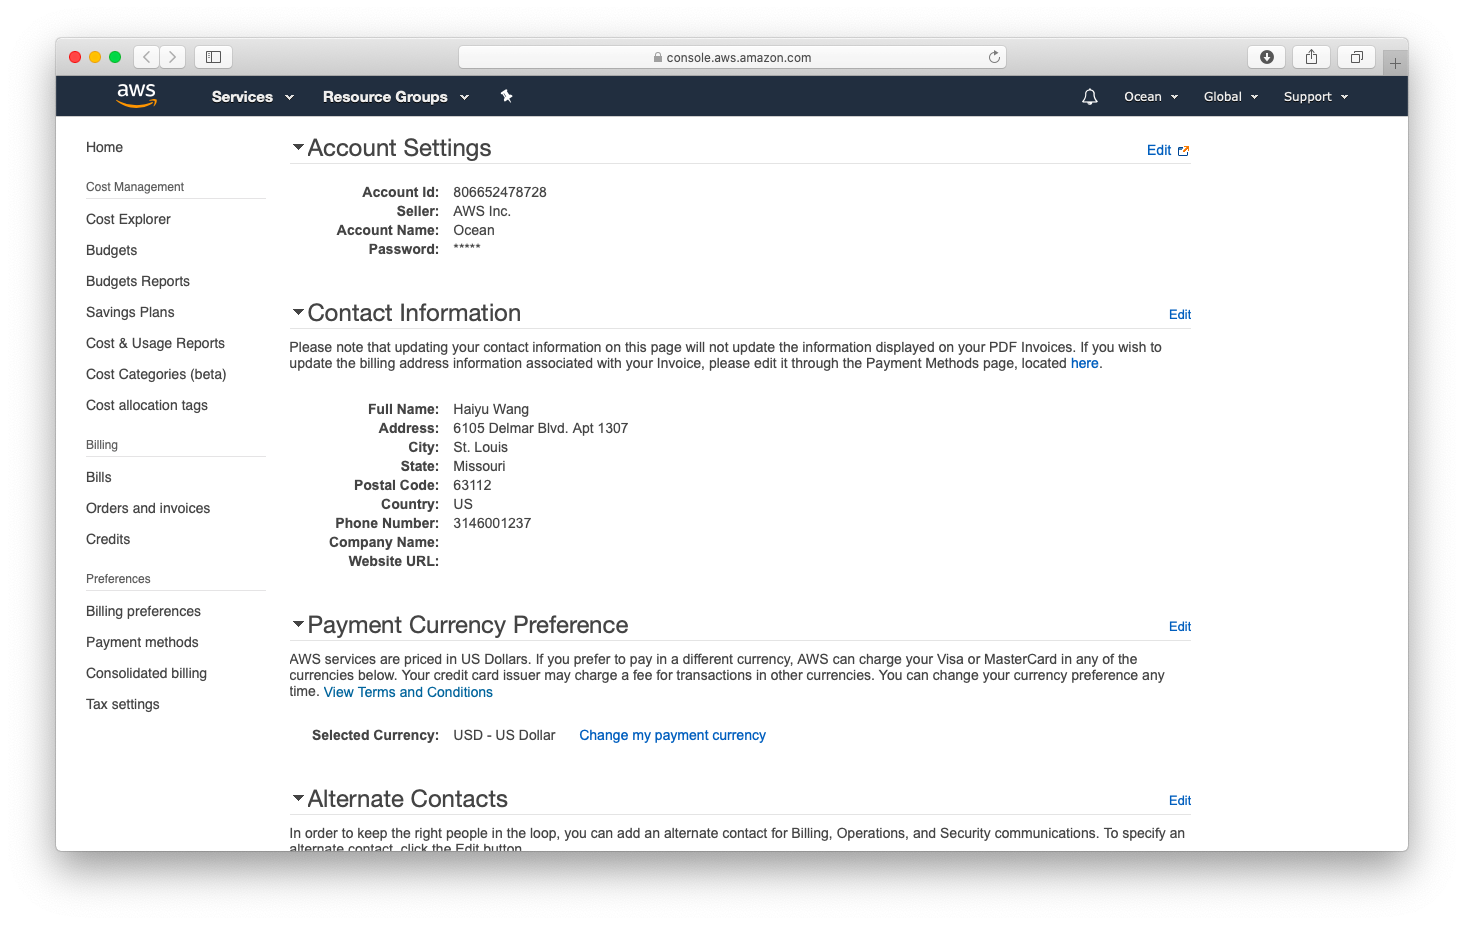 console.aws.amazon.com
aws Services Resource Groups Ocean Global Support
Home
Cost Management
Cost Explorer
Budgets
Budgets Reports
Savings Plans
Cost & Usage Reports
Cost Categories (beta)
Cost allocation tags
Billing
Bills
Orders and invoices
Credits
Preferences
Billing preferences
Payment methods
Consolidated billing
Tax settings
Account Settings Edit
Account Id: 806652478728
Seller: AWS Inc.
Account Name: Ocean
Password: *****
Contact Information Edit
Please note that updating your contact information on this page will not update the information displayed on your PDF Invoices. If you wish to
update the billing address information associated with your Invoice, please edit it through the Payment Methods page, located here.
Full Name: Haiyu Wang
Address: 6105 Delmar Blvd. Apt 1307
City: St. Louis
State: Missouri
Postal Code: 63112
Country: US
Phone Number: 3146001237
Company Name:
Website URL:
Payment Currency Preference Edit
AWS services are priced in US Dollars. If you prefer to pay in a different currency, AWS can charge your Visa or MasterCard in any of the
currencies below. Your credit card issuer may charge a fee for transactions in other currencies. You can change your currency preference any
time. View Terms and Conditions
Selected Currency: USD - US Dollar Change my payment currency
Alternate Contacts Edit
In order to keep the right people in the loop, you can add an alternate contact for Billing, Operations, and Security communications. To specify an
alternate contact, click the Edit button